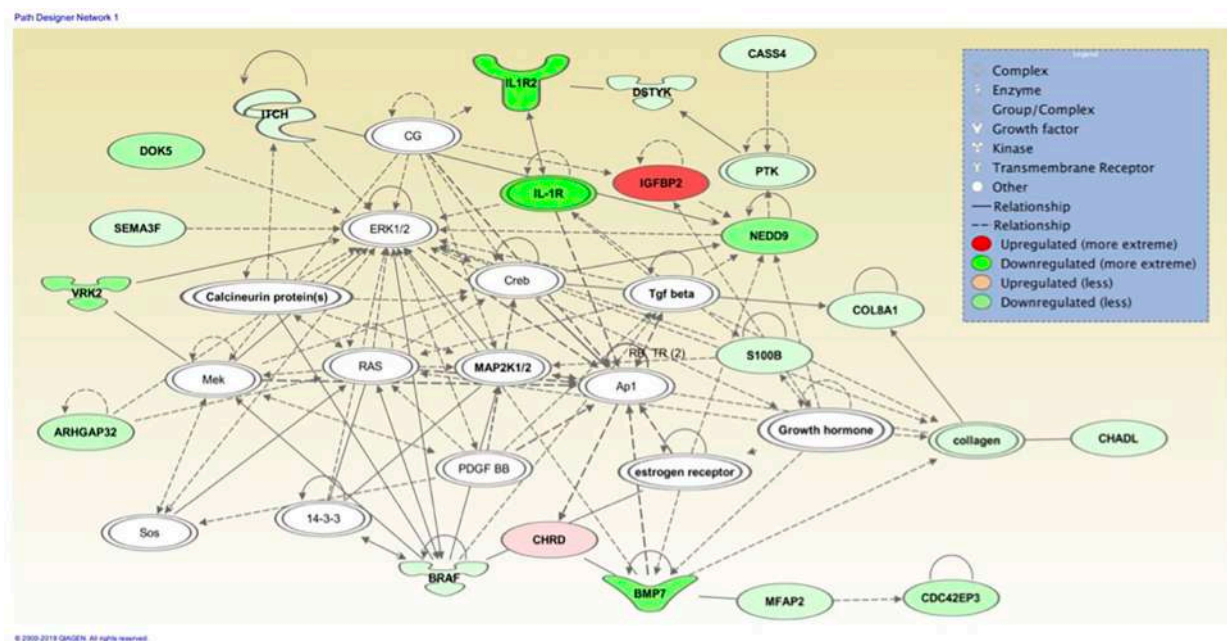 Path Designer Network 1
CASS4
IL1R2
DSTYK
ITCH
CG
DOK5
PTK
IGFBP2
IL-1R
SEMA3F
ERK1/2
NEDD9
Creb
VRK2
Calcineurin protein(s)
Tgf beta
COL8A1
RB, TR (2)
S100B
RAS
MAP2K1/2
Mek
Ap1
ARHGAP32
Growth hormone
collagen
CHADL
PDGF BB
estrogen receptor
14-3-3
Sos
CHRD
BRAF
BMP7
MFAP2
CDC42EP3
Legend
Complex
Enzyme
Group/Complex
Growth factor
Kinase
Transmembrane Receptor
Other
Relationship
Relationship
Upregulated (more extreme)
Downregulated (more extreme)
Upregulated (less)
Downregulated (less)
© 2000-2019 QIAGEN. All rights reserved.